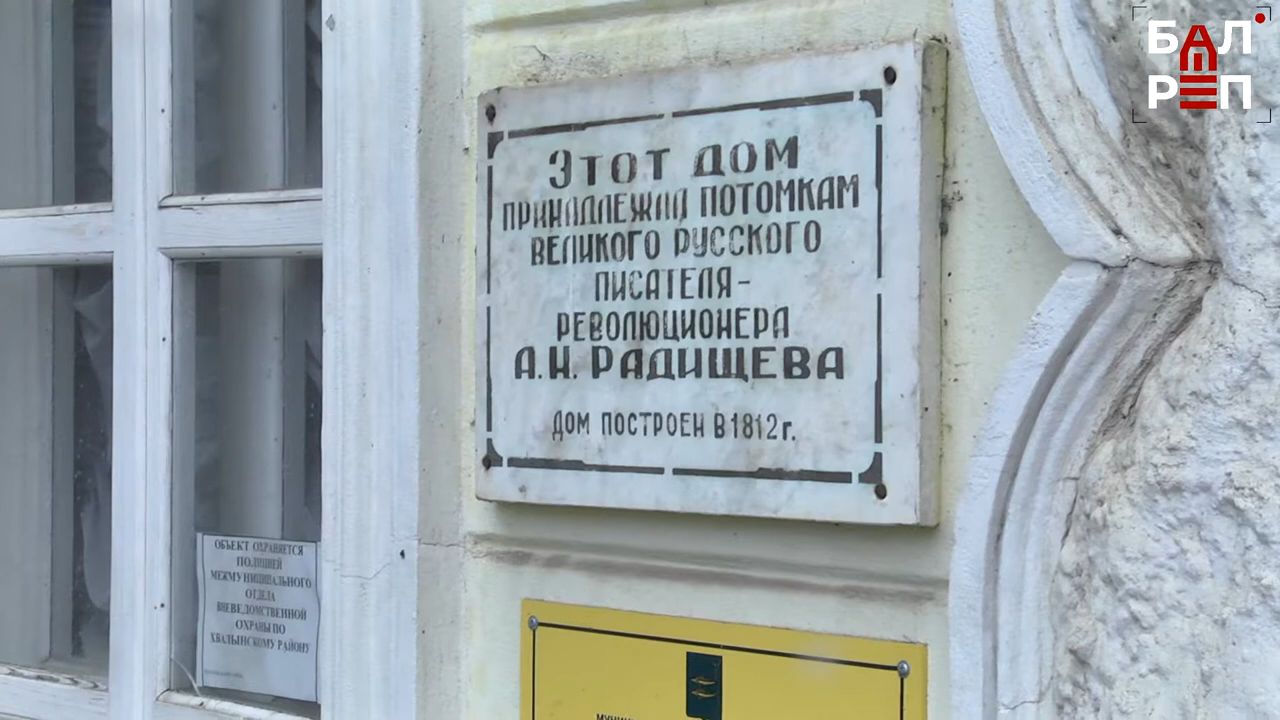 БАЛ
РЕП
ЭТОТ ДОМ
ПРИНАДЛЕЖАЛ ПОТОМКАМ
ВЕЛИКОГО РУССКОГО
ПИСАТЕЛЯ-
РЕВОЛЮЦИОНЕРА
А.Н. РАДИЩЕВА
ДОМ ПОСТРОЕН В 1812 г.
ОБЪЕКТ ОХРАНЯЕТСЯ
ПОЛИЦИЕЙ
МЕЖМУНИЦИПАЛЬНОГО
ОТДЕЛА
ВНЕВЕДОМСТВЕННОЙ
ОХРАНЫ ПО
ХВАЛЫНСКОМУ РАЙОНУ